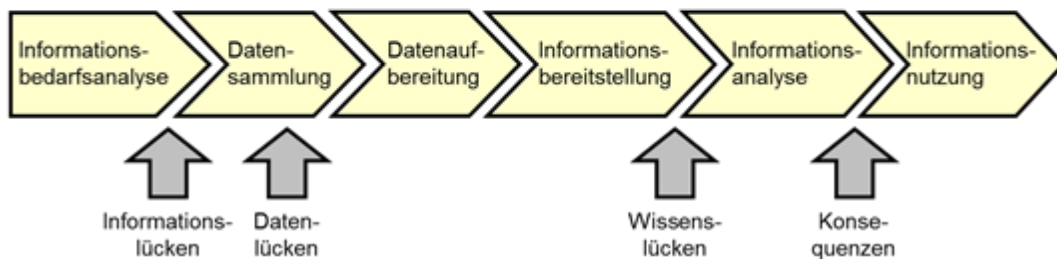 Informations-
bedarfsanalyse
Daten-
sammlung
Datenauf-
bereitung
Informations-
bereitstellung
Informations-
analyse
Informations-
nutzung
Informations-
lücken
Daten-
lücken
Wissens-
lücken
Konse-
quenzen